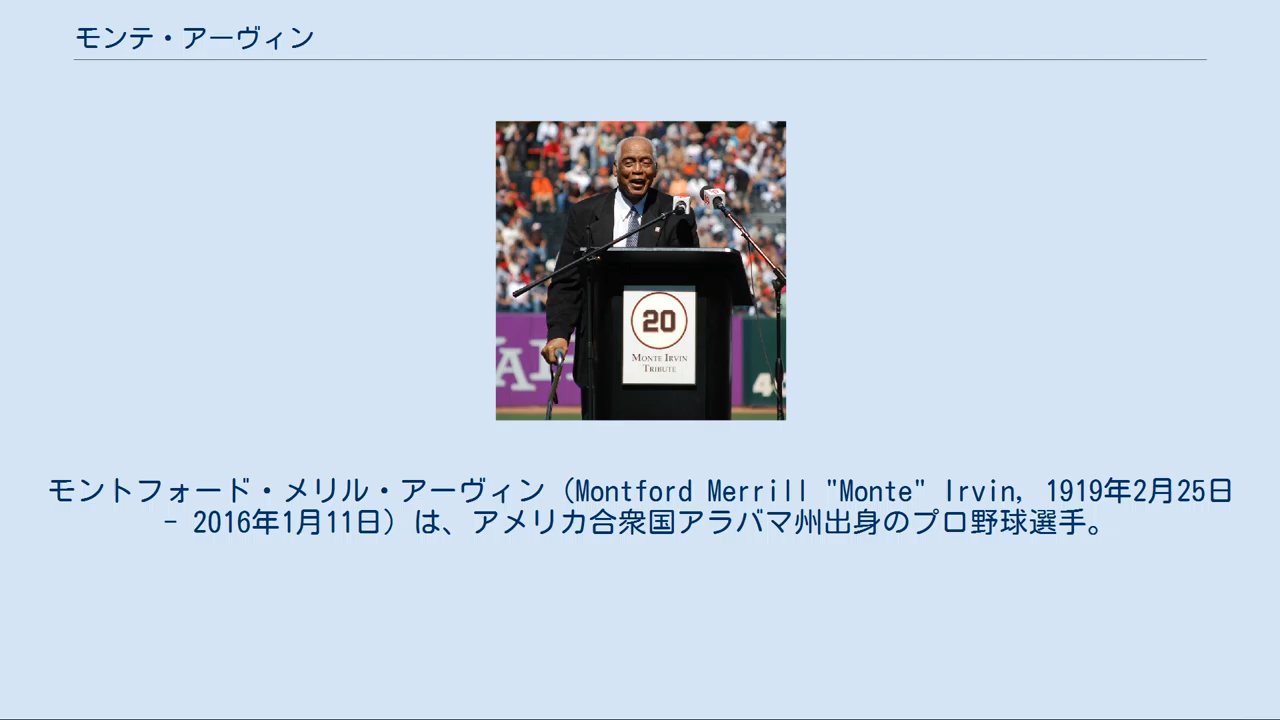 モンテ・アーヴィン
20
MONTE IRVIN
TRIBUTE
モントフォード・メリル・アーヴィン（Montford Merrill "Monte" Irvin, 1919年2月25日
- 2016年1月11日）は、アメリカ合衆国アラバマ州出身のプロ野球選手。